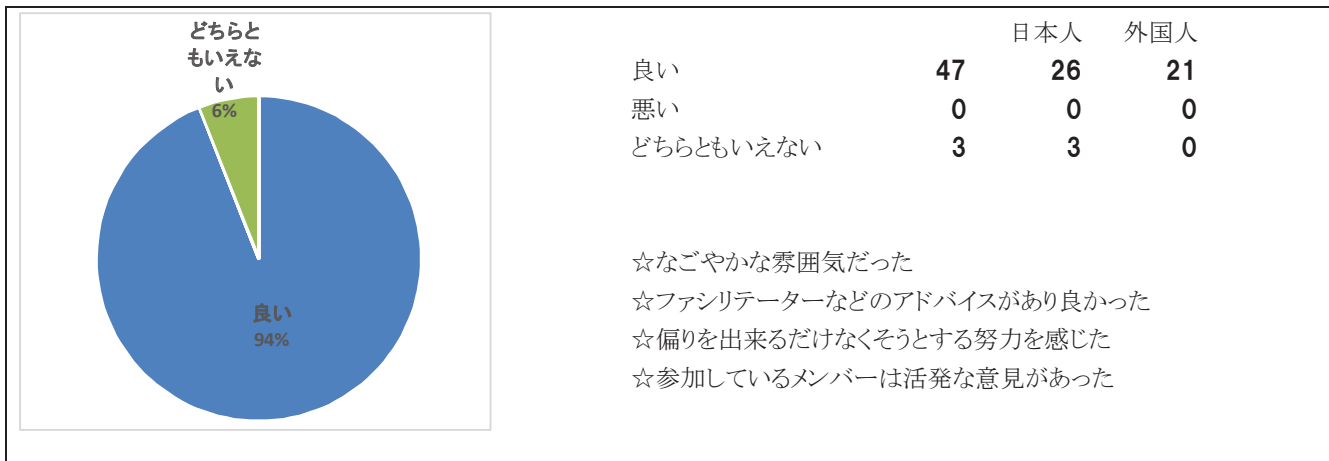 どちらと
もいえな
い
6%
良い
94%
日本人 外国人
良い 47 26 21
悪い 0 0 0
どちらともいえない 3 3 0
☆なごやかな雰囲気だった
☆ファシリテーターなどのアドバイスがあり良かった
☆偏りを出来るだけなくそうとする努力を感じた
☆参加しているメンバーは活発な意見があった